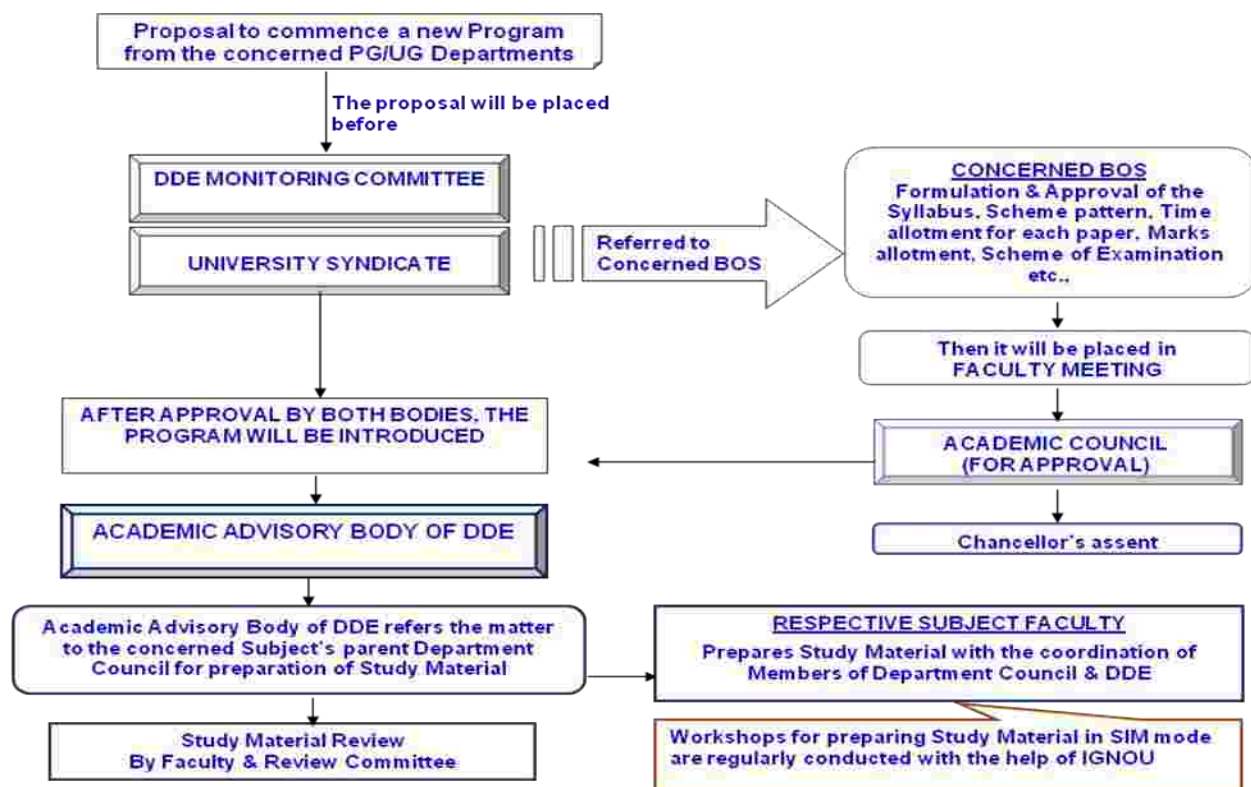 Proposal to commence a new Program
from the concerned PG/UG Departments
The proposal will be placed
before
DDE MONITORING COMMITTEE
UNIVERSITY SYNDICATE
Referred to
Concerned BOS
CONCERNED BOS
Formulation & Approval of the
Syllabus, Scheme pattern, Time
allotment for each paper, Marks
allotment, Scheme of Examination
etc.,
Then it will be placed in
FACULTY MEETING
ACADEMIC COUNCIL
(FOR APPROVAL)
Chancellor's assent
AFTER APPROVAL BY BOTH BODIES, THE
PROGRAM WILL BE INTRODUCED
ACADEMIC ADVISORY BODY OF DDE
Academic Advisory Body of DDE refers the matter
to the concerned Subject's parent Department
Council for preparation of Study Material
RESPECTIVE SUBJECT FACULTY
Prepares Study Material with the coordination of
Members of Department Council & DDE
Workshops for preparing Study Material in SIM mode
are regularly conducted with the help of IGNOU
Study Material Review
By Faculty & Review Committee